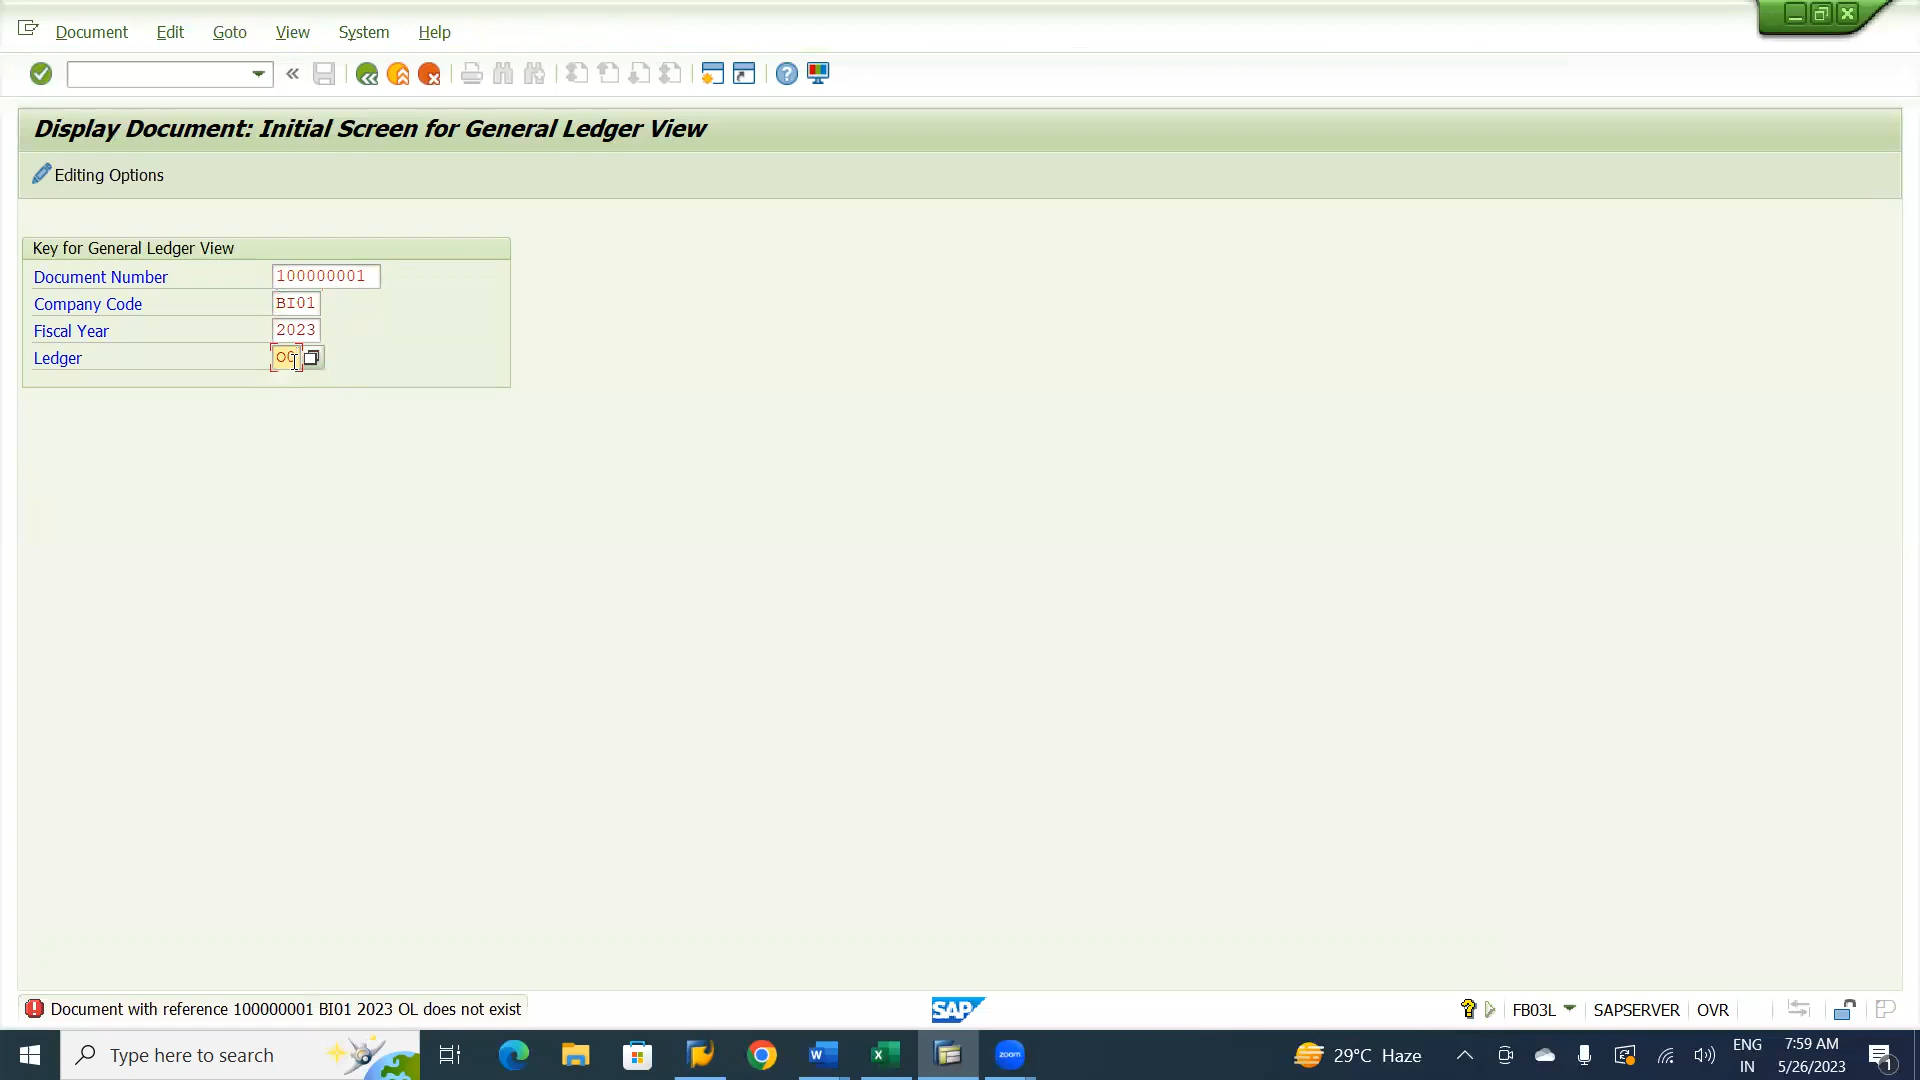 Document Edit Goto View System Help
Display Document: Initial Screen for General Ledger View
Editing Options
Key for General Ledger View
Document Number 100000001
Company Code BI01
Fiscal Year 2023
Ledger
Document with reference 100000001 BI01 2023 OL does not exist
SAP
FB03L SAPSERVER OVR
Type here to search
zoom
29°C Haze
ENG
IN
7:59 AM
5/26/2023
1